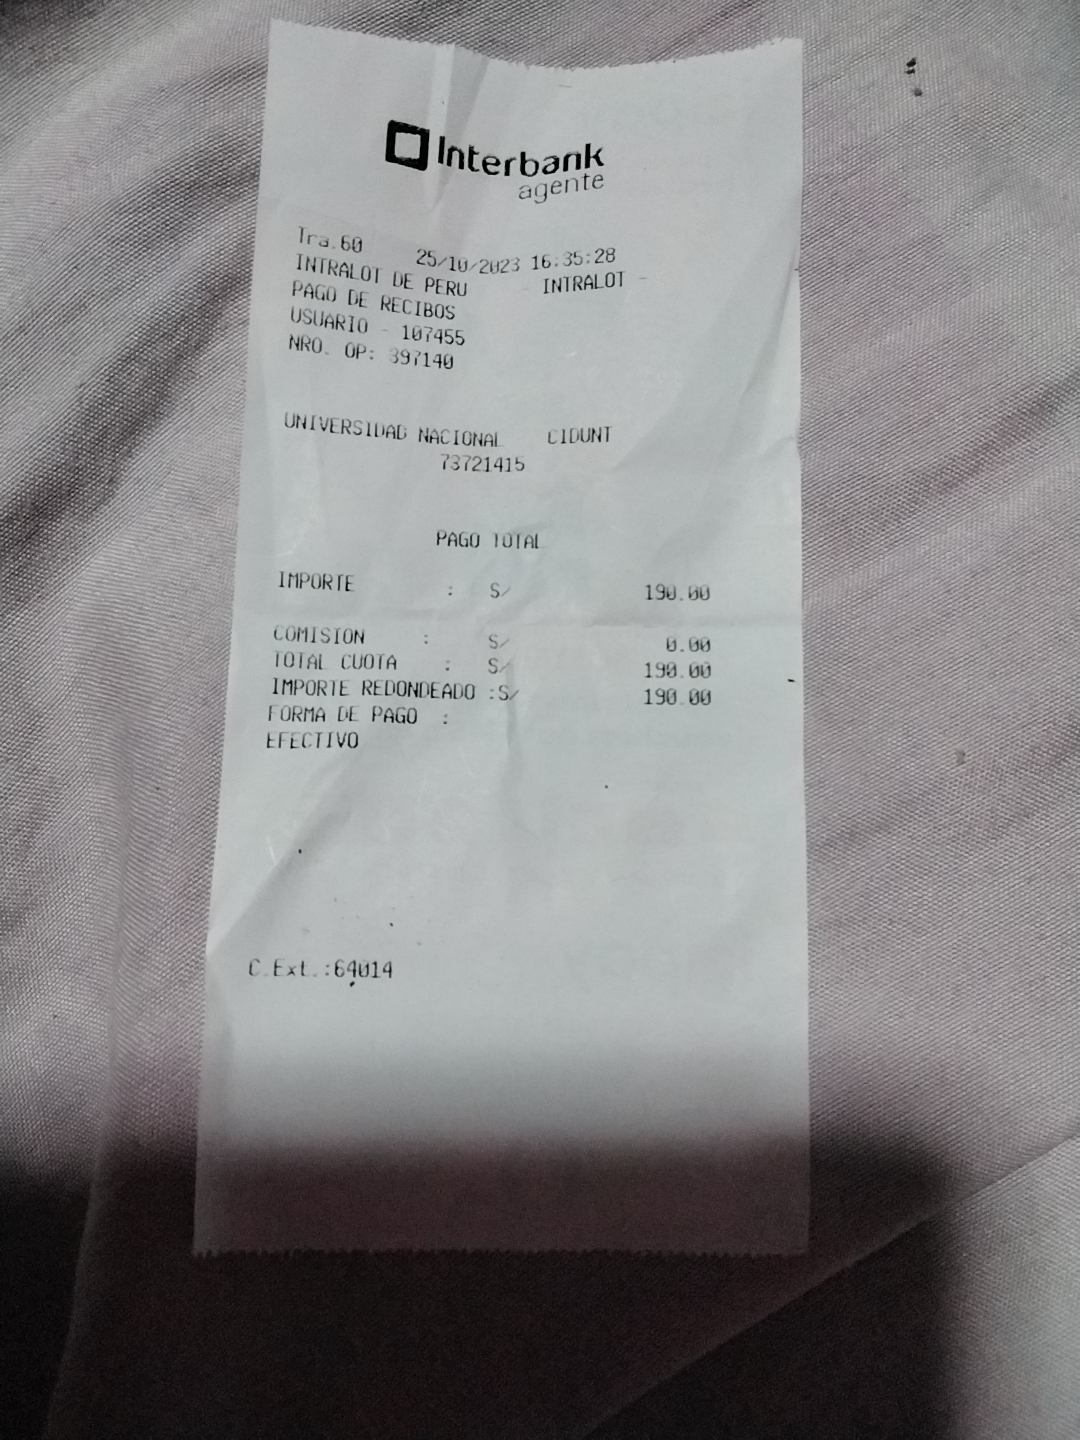 Interbank
agente
Tra.60 25/10/2023 16:35:28
INTRALOT DE PERU - INTRALOT -
PAGO DE RECIBOS
USUARIO - 107455
NRO. OP: 397140
UNIVERSIDAD NACIONAL CIDUNT
73721415
PAGO TOTAL
IMPORTE : S/ 190.00
COMISION : S/ 0.00
TOTAL CUOTA : S/ 190.00
IMPORTE REDONDEADO :S/ 190.00
FORMA DE PAGO :
EFECTIVO
C.Ext.:64014